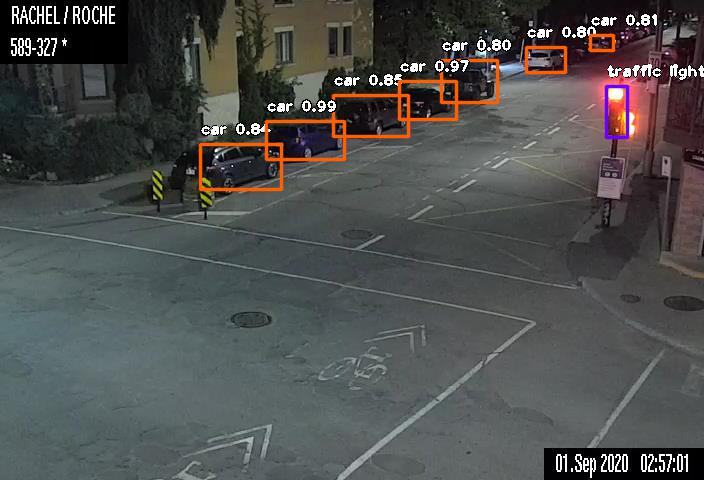 RACHEL / ROCHE
589-327 *
car 0.81
car 0.80
car 0.80
car 0.97
car 0.85
car 0.99
car 0.84
traffic light
01.Sep 2020 02:57:01